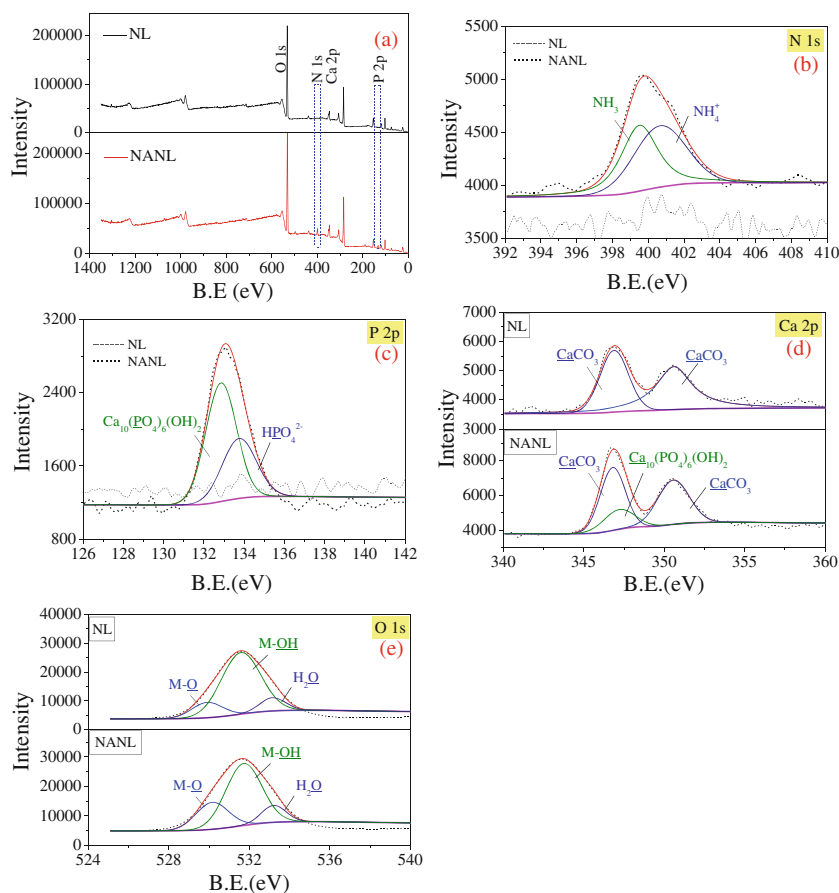 NL
(a)
O 1s
N 1s
Ca 2p
P 2p
200000
150000
100000
50000
0
NANL
200000
100000
0
1400 1200 1000 800 600 400 200 0
Intensity
B.E (eV)
N 1s
(b)
NL
NANL
NH₃
NH₄⁺
5500
5000
4500
4000
3500
392 394 396 398 400 402 404 406 408 410
Intensity
B.E.(eV)
P 2p
(c)
NL
NANL
Ca₁₀(PO₄)₆(OH)₂
HPO₄²⁻
3200
2400
1600
800
126 128 130 132 134 136 138 140 142
Intensity
B.E.(eV)
NL
Ca 2p
(d)
CaCO₃
CaCO₃
7000
6000
5000
4000
3000
NANL
CaCO₃
Ca₁₀(PO₄)₆(OH)₂
CaCO₃
8000
6000
4000
340 345 350 355 360
Intensity
B.E.(eV)
NL
O 1s
(e)
M-OH
M-O
H₂O
40000
30000
20000
10000
0
NANL
M-OH
M-O
H₂O
30000
20000
10000
0
524 528 532 536 540
Intensity
B.E.(eV)